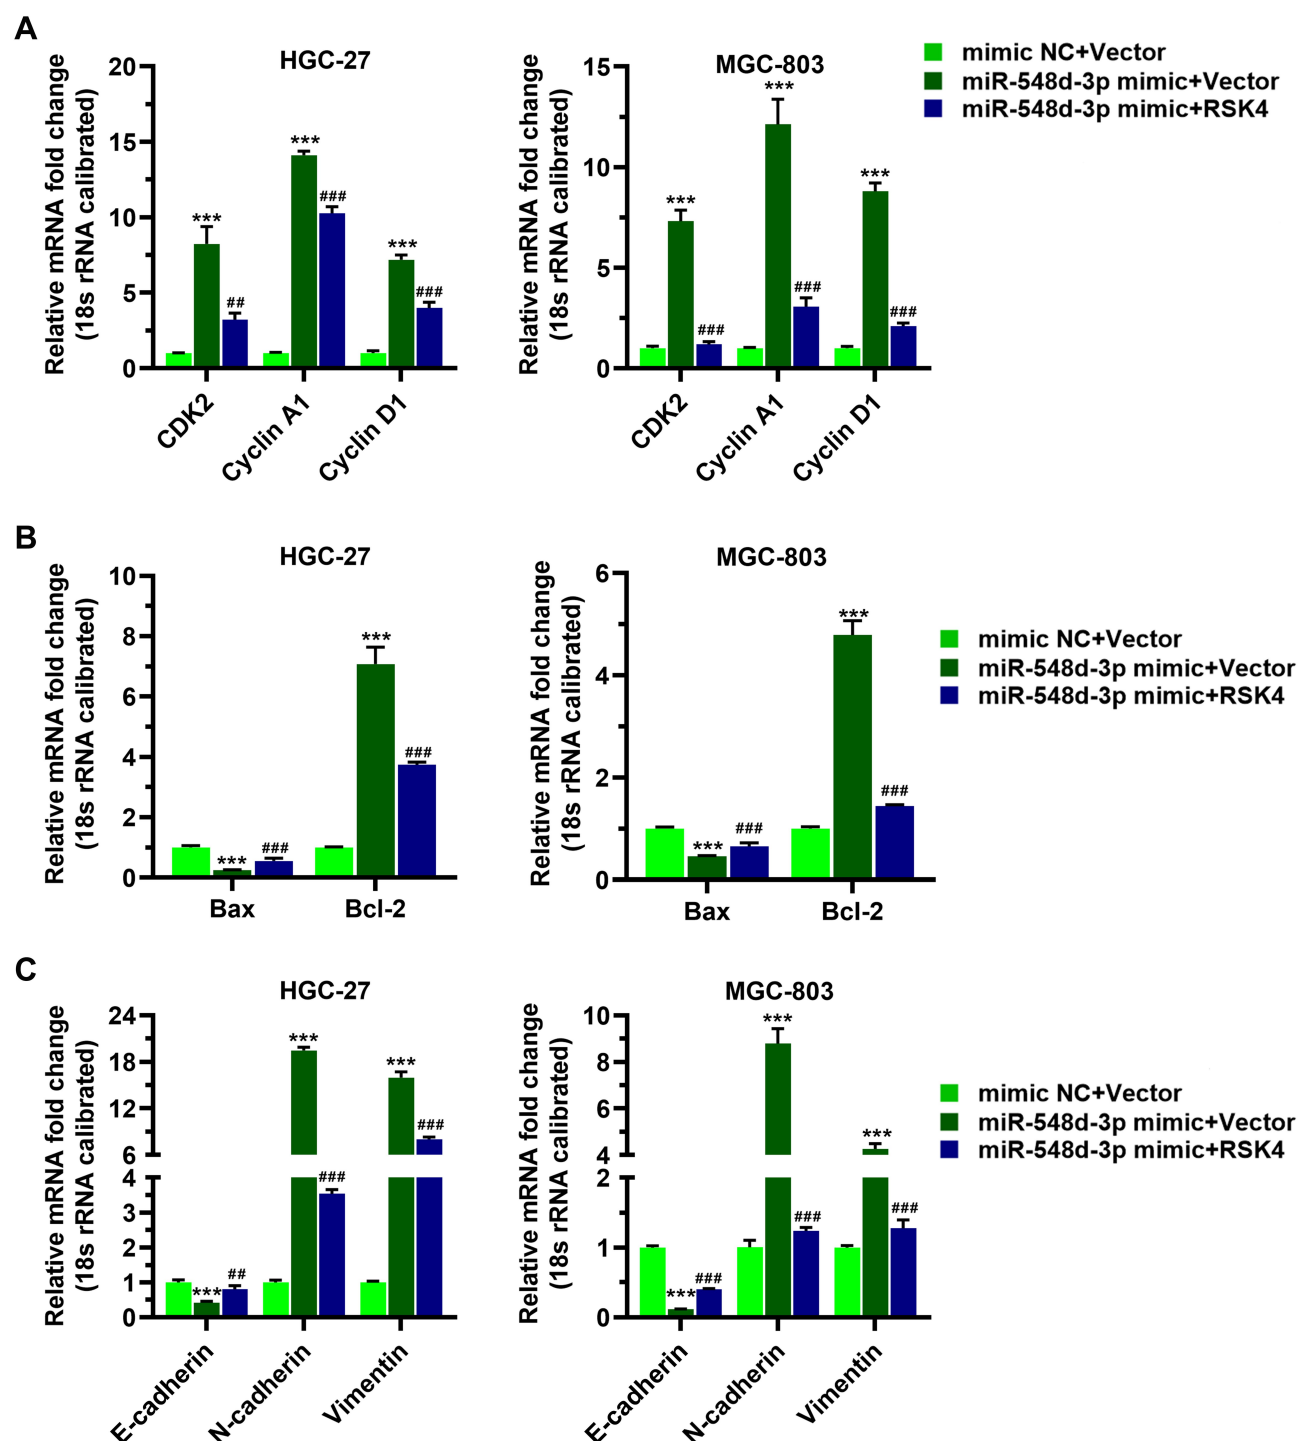 A
HGC-27
Relative mRNA fold change
(18s rRNA calibrated)
20
15
10
5
0
***
##
***
###
***
###
CDK2
Cyclin A1
Cyclin D1
MGC-803
Relative mRNA fold change
(18s rRNA calibrated)
15
10
5
0
***
###
***
###
***
###
CDK2
Cyclin A1
Cyclin D1
mimic NC+Vector
miR-548d-3p mimic+Vector
miR-548d-3p mimic+RSK4
B
HGC-27
Relative mRNA fold change
(18s rRNA calibrated)
10
8
6
4
2
0
***
###
***
###
Bax
Bcl-2
MGC-803
Relative mRNA fold change
(18s rRNA calibrated)
6
4
2
0
***
###
***
###
Bax
Bcl-2
mimic NC+Vector
miR-548d-3p mimic+Vector
miR-548d-3p mimic+RSK4
C
HGC-27
Relative mRNA fold change
(18s rRNA calibrated)
24
18
12
6
4
3
2
1
0
***
##
***
###
***
###
E-cadherin
N-cadherin
Vimentin
MGC-803
Relative mRNA fold change
(18s rRNA calibrated)
10
8
6
4
2
1
0
***
###
***
###
***
###
E-cadherin
N-cadherin
Vimentin
mimic NC+Vector
miR-548d-3p mimic+Vector
miR-548d-3p mimic+RSK4